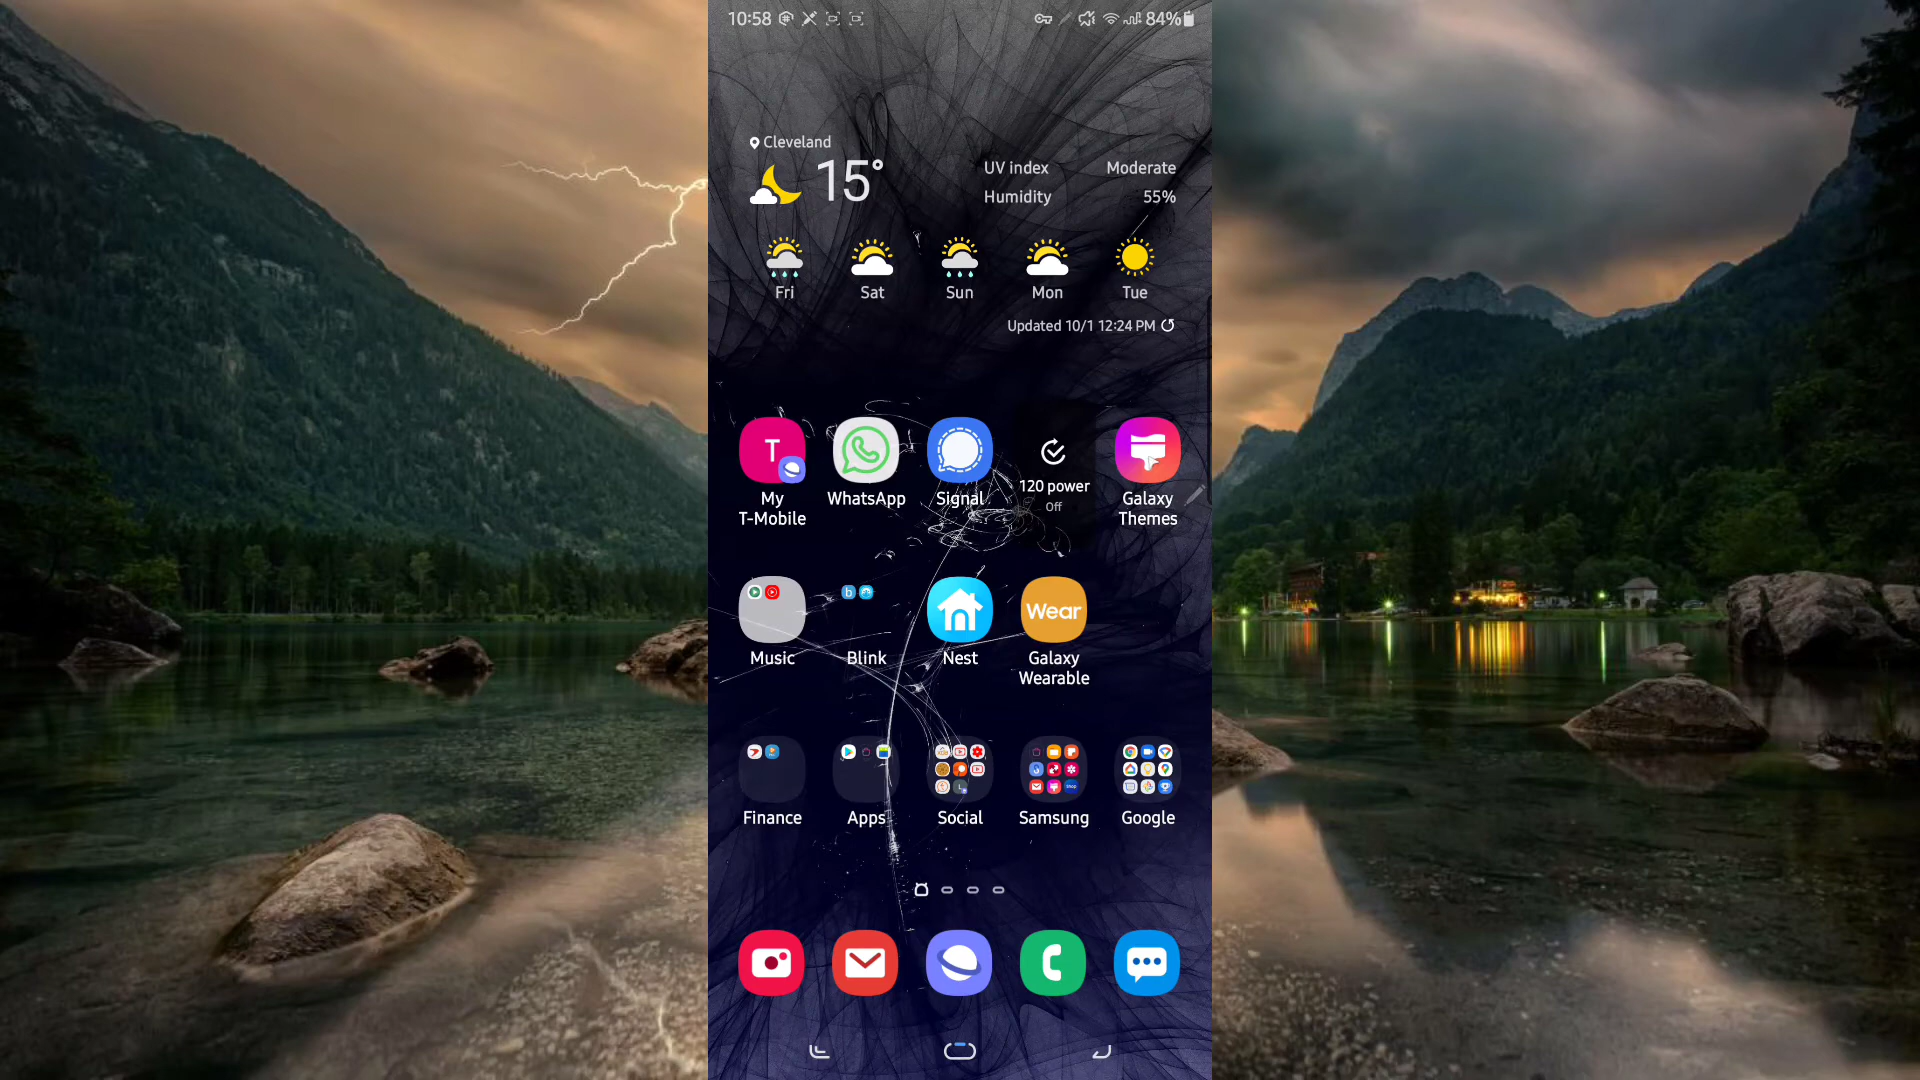 10:58
84%
Cleveland
15°
UV index Moderate
Humidity 55%
Fri Sat Sun Mon Tue
Updated 10/1 12:24 PM
T
My
T-Mobile
WhatsApp
Signal
120 power
Off
Galaxy
Themes
b
Wear
Music
Blink
Nest
Galaxy
Wearable
Finance
Apps
Social
Samsung
Google